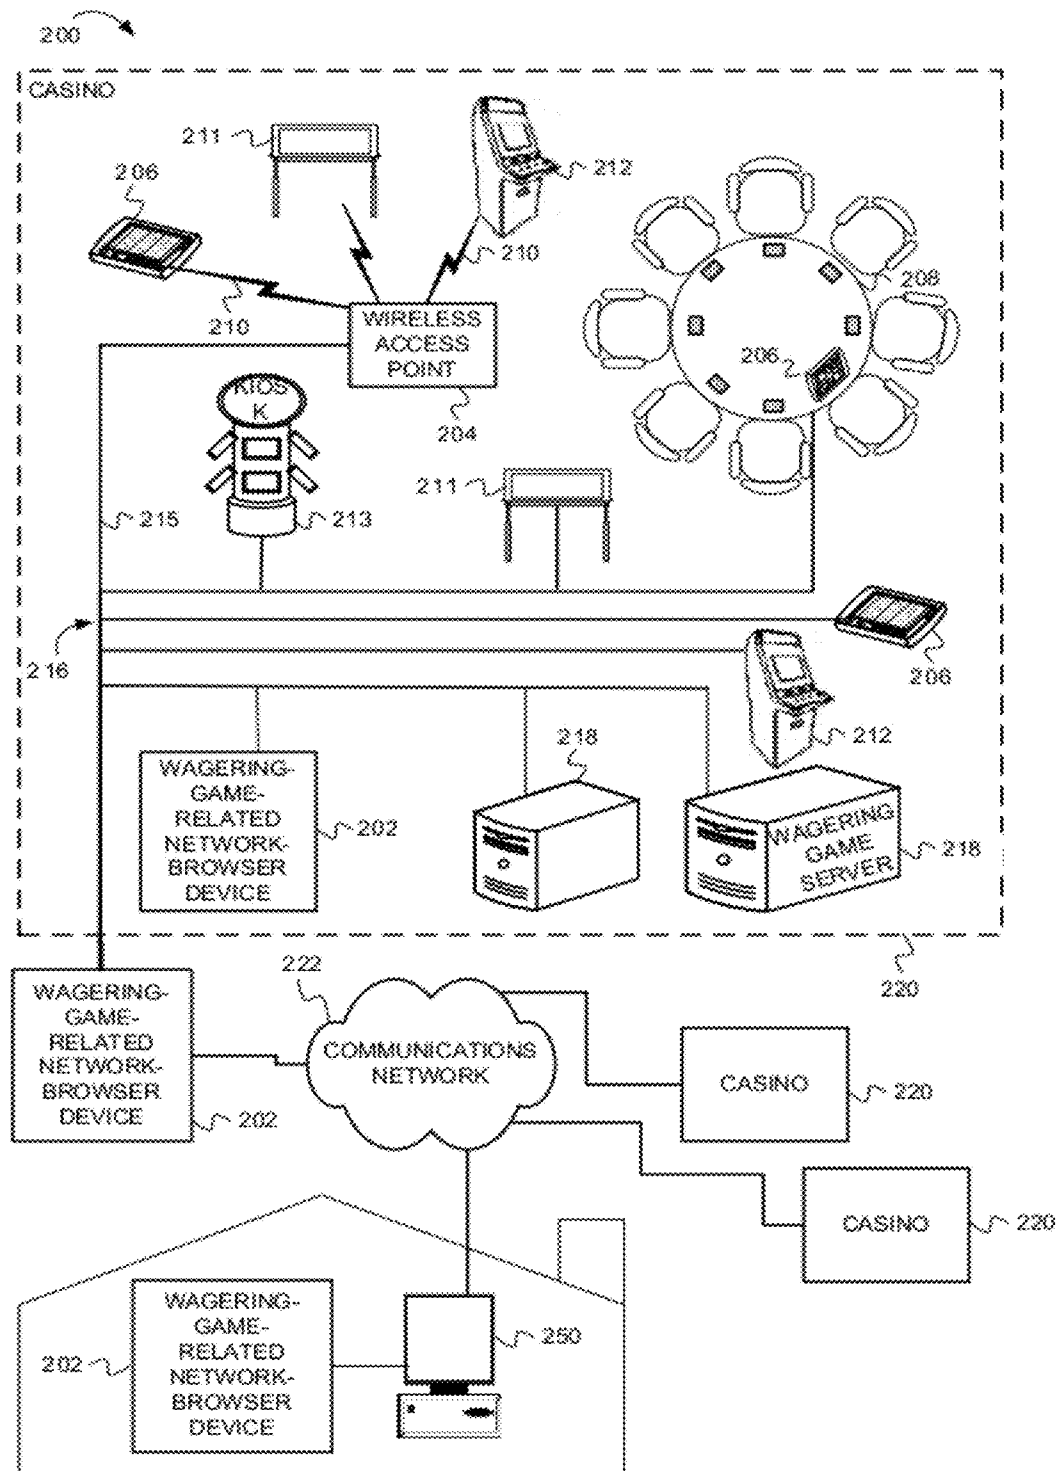 200
CASINO
211
212
206
210
210
208
WIRELESS
ACCESS
POINT
206
KIOS
K
204
211
215
213
216
206
218
212
WAGERING-
GAME-
RELATED
NETWORK-
BROWSER
DEVICE
202
WAGERING
GAME
SERVER
218
222
220
WAGERING-
GAME-
RELATED
NETWORK-
BROWSER
DEVICE
COMMUNICATIONS
NETWORK
CASINO
220
202
CASINO
220
WAGERING-
GAME-
RELATED
NETWORK-
BROWSER
DEVICE
250
202